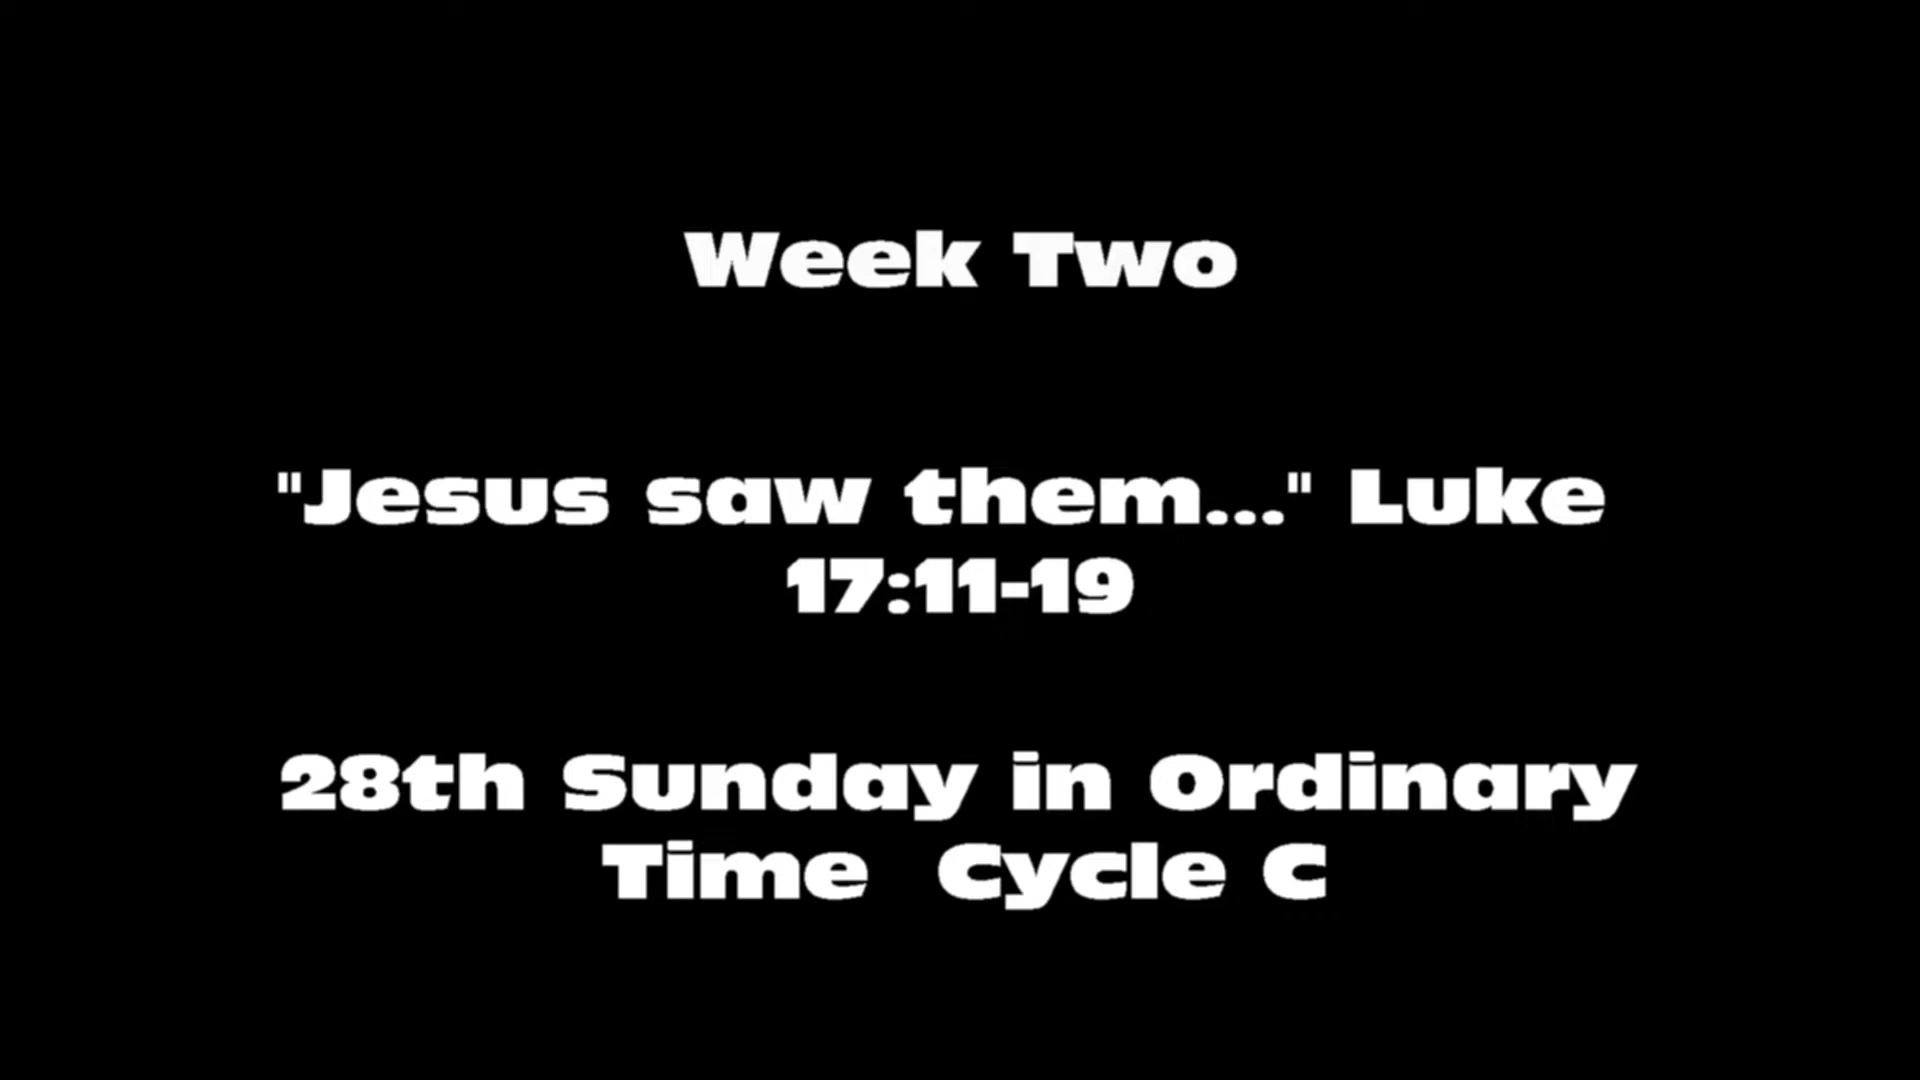 Week Two
"Jesus saw them..." Luke
17:11-19
28th Sunday in Ordinary
Time  Cycle C